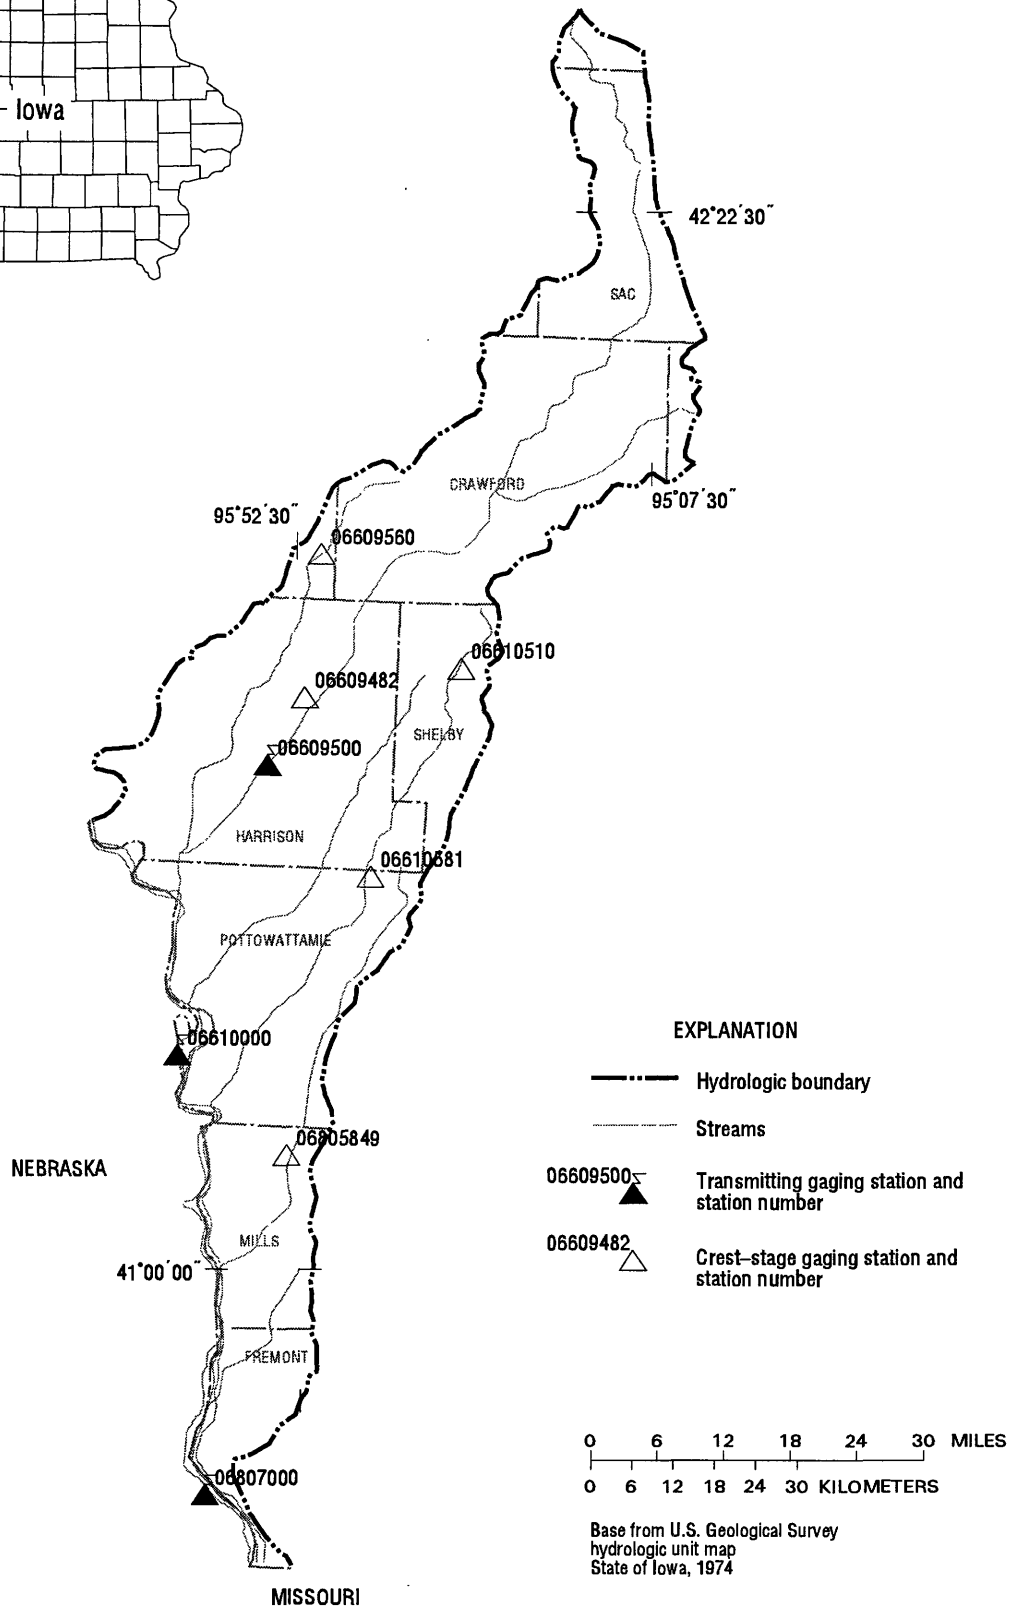 Iowa
42°22'30"
SAC
CRAWFORD
95°07'30"
95°52'30"
06609560
06610510
06609482
SHELBY
06609500
HARRISON
06610581
POTTOWATTAMIE
06610000
EXPLANATION
Hydrologic boundary
Streams
06609500
Transmitting gaging station and
station number
06609482
Crest–stage gaging station and
station number
06805849
NEBRASKA
MILLS
41°00'00"
FREMONT
0 6 12 18 24 30 MILES
0 6 12 18 24 30 KILOMETERS
06807000
Base from U.S. Geological Survey
hydrologic unit map
State of Iowa, 1974
MISSOURI